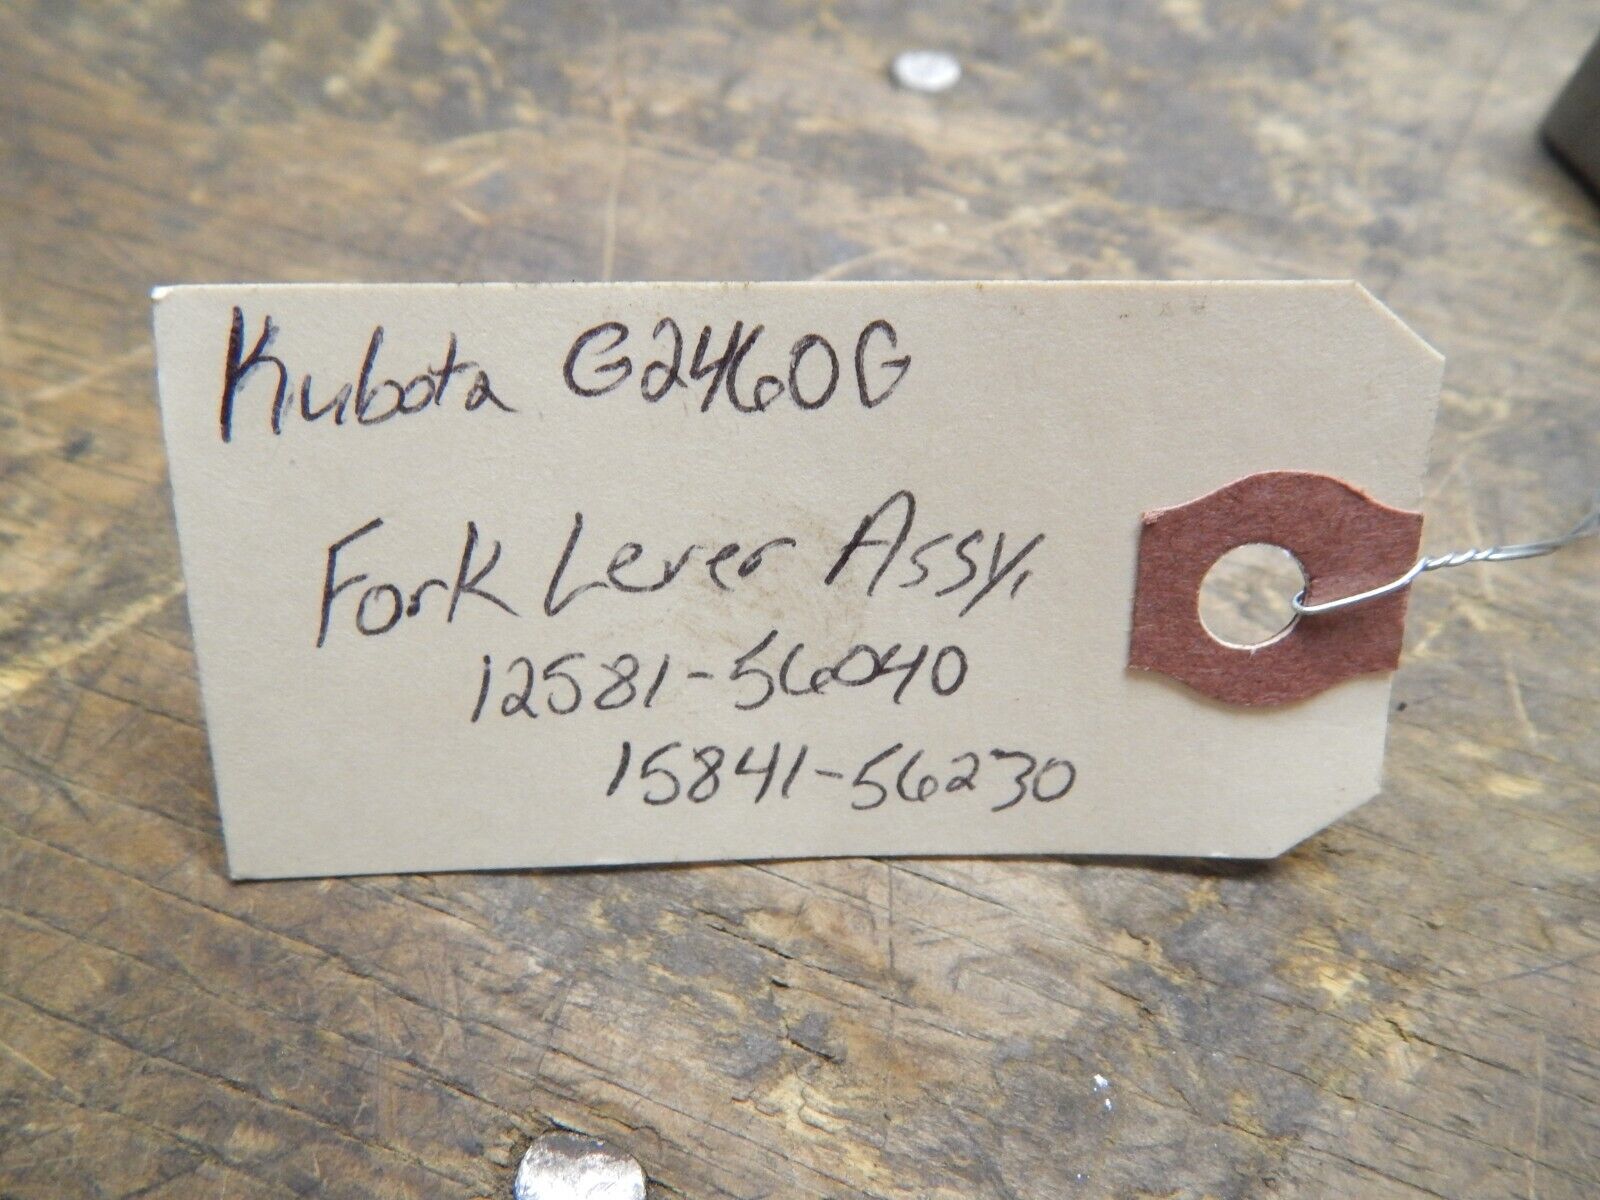 Kubota G2460G
Fork Lever Assy.
12581-56040
15841-56230